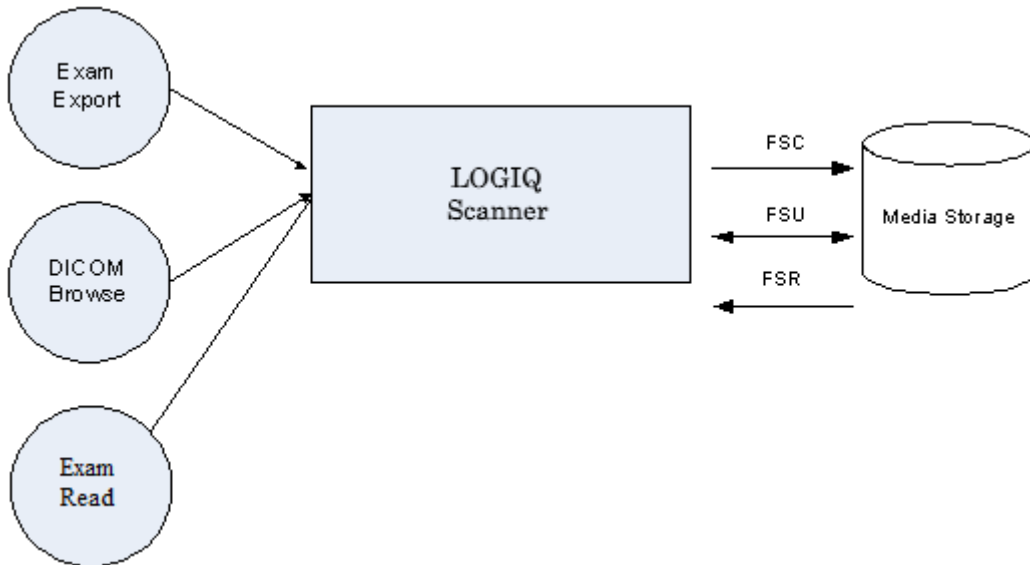 Exam
Export
DICOM
Browse
Exam
Read
LOGIQ
Scanner
FSC
FSU
FSR
Media Storage